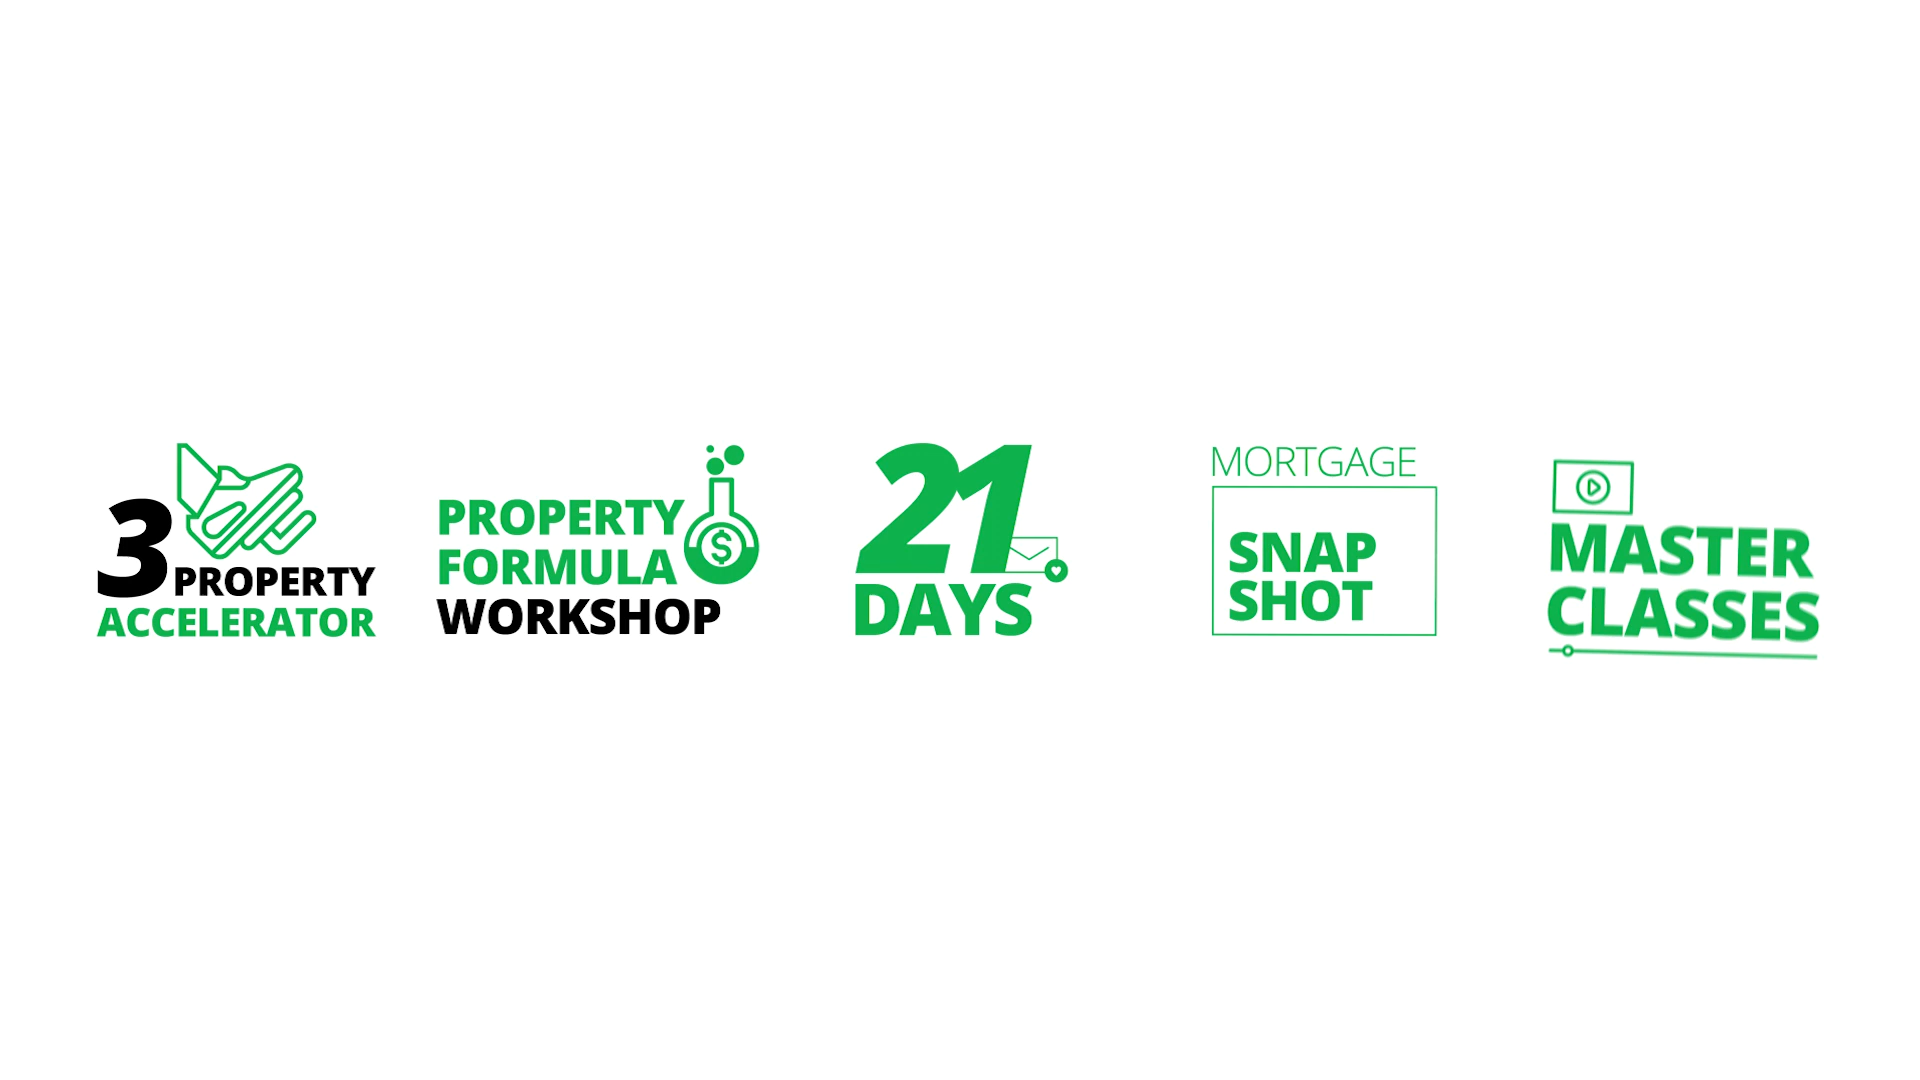 3 PROPERTY
ACCELERATOR
PROPERTY
FORMULA
$
WORKSHOP
21
DAYS
MORTGAGE
SNAP
SHOT
MASTER
CLASSES